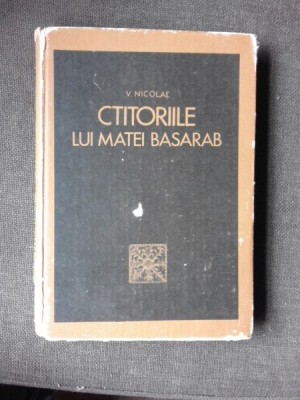 V. NICOLAE
CTITORIILE
LUI MATEI BASARAB